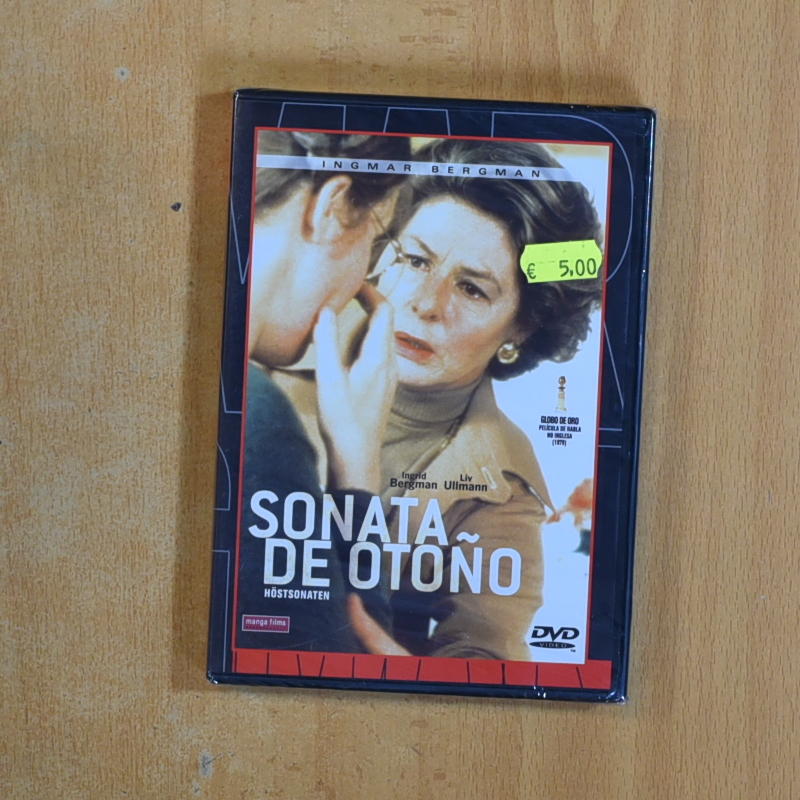 INGMAR BERGMAN
€ 5,00
GLOBO DE ORO
PELÍCULA DE HABLA
NO INGLESA
(1979)
Ingrid Bergman
Liv Ullmann
SONATA
DE OTOÑO
HÖSTSONATEN
manga films
DVD
VIDEO